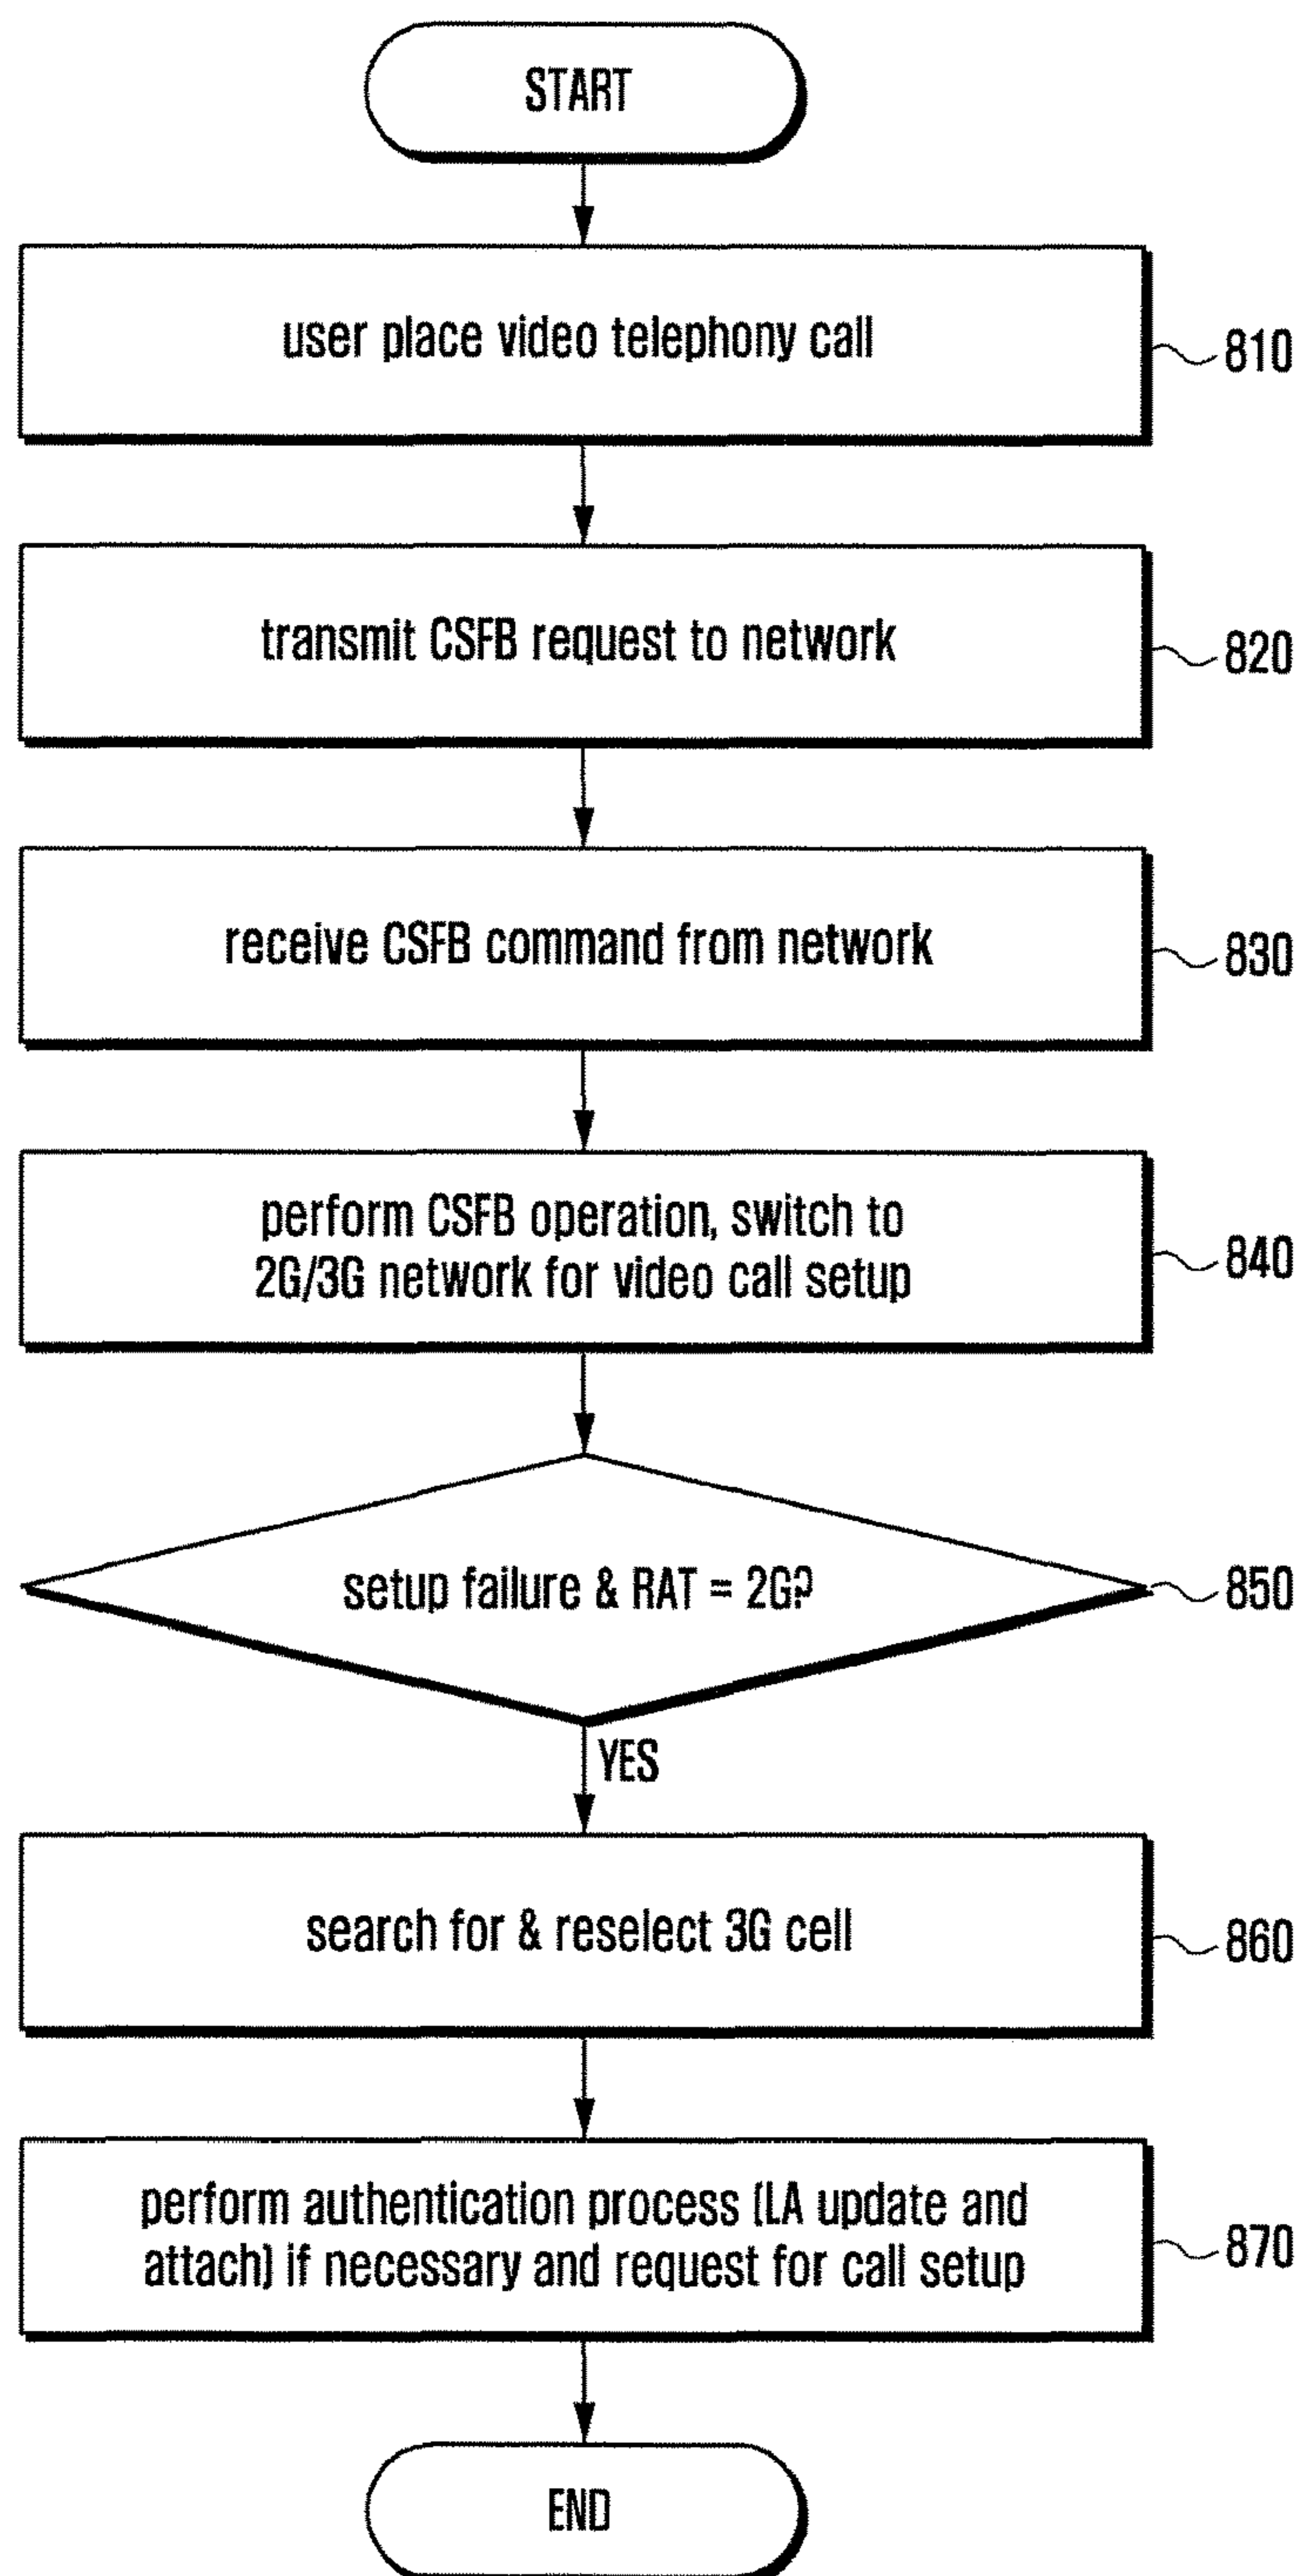 START
user place video telephony call
810
transmit CSFB request to network
820
receive CSFB command from network
830
perform CSFB operation, switch to
2G/3G network for video call setup
840
setup failure & RAT = 2G?
850
YES
search for & reselect 3G cell
860
perform authentication process (LA update and
attach) if necessary and request for call setup
870
END